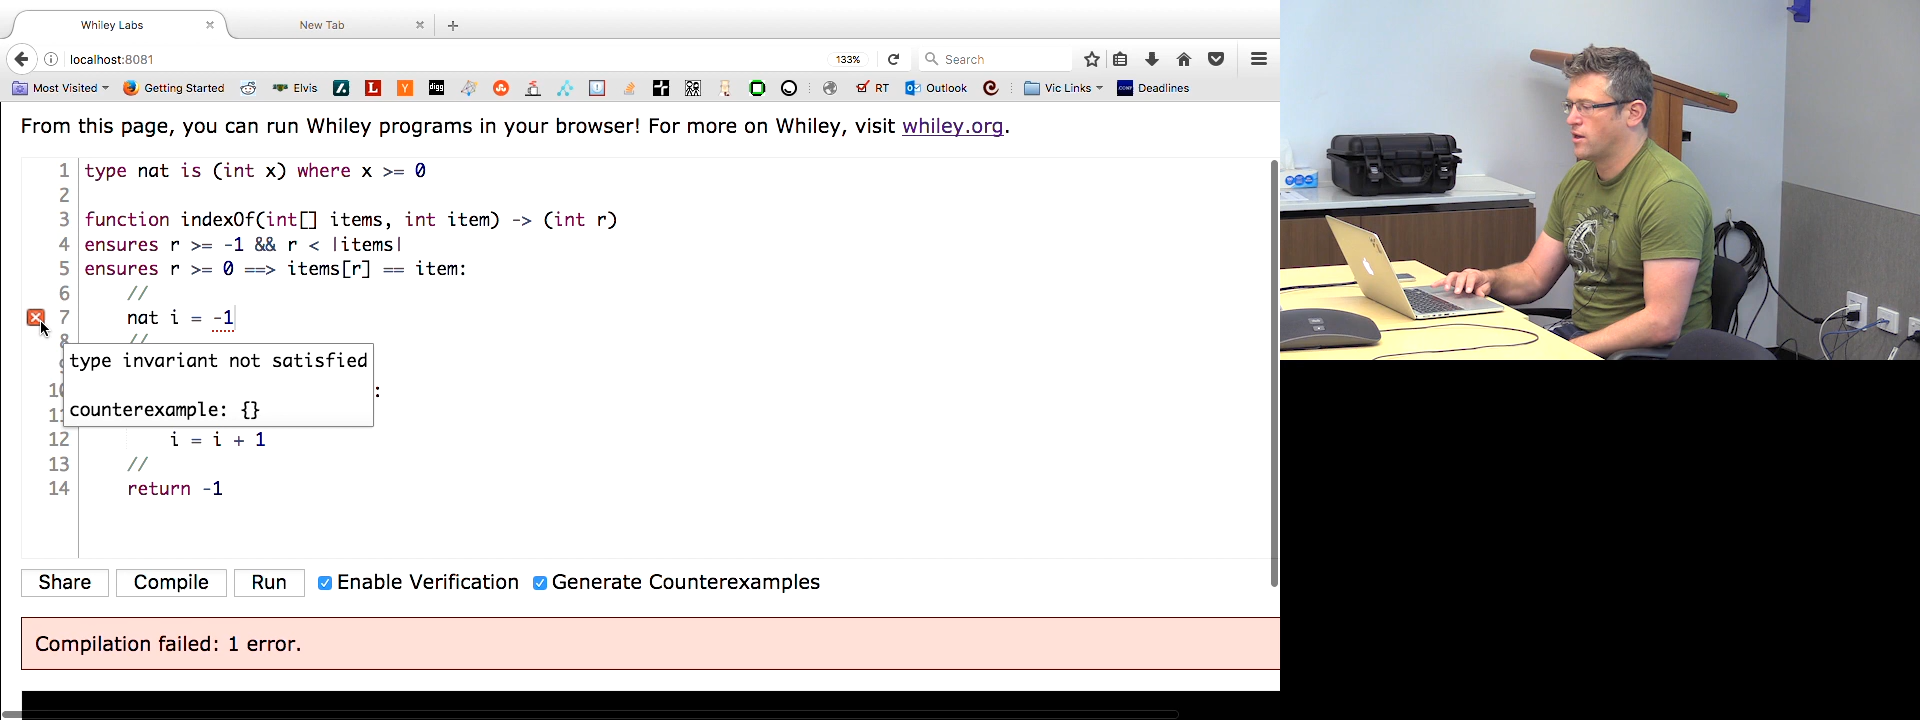 Whiley Labs
New Tab
localhost:8081
133%
Search
Most Visited
Getting Started
Elvis
L
Y
digg
RT
Outlook
Vic Links
Deadlines
From this page, you can run Whiley programs in your browser! For more on Whiley, visit whiley.org.
1 type nat is (int x) where x >= 0
2
3 function indexOf(int[] items, int item) -> (int r)
4 ensures r >= -1 && r < |items|
5 ensures r >= 0 ==> items[r] == item:
6 //
7 nat i = -1
8 //
type invariant not satisfied
10 :
counterexample: {}
12 i = i + 1
13 //
14 return -1
Share Compile Run Enable Verification Generate Counterexamples
Compilation failed: 1 error.